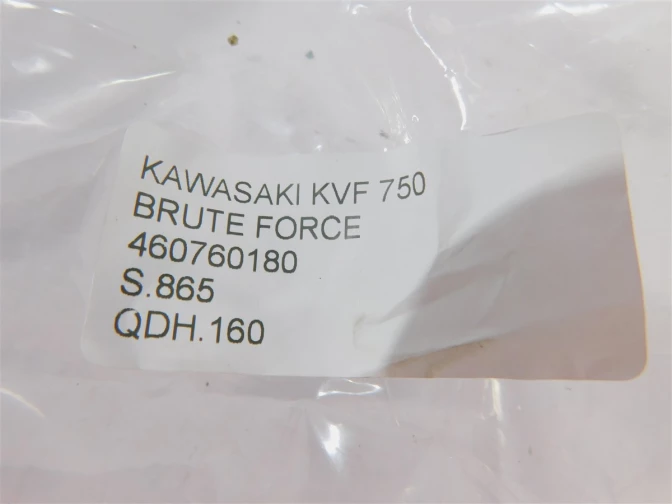 KAWASAKI KVF 750
BRUTE FORCE
460760180
S.865
QDH.160